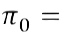 π₀ =